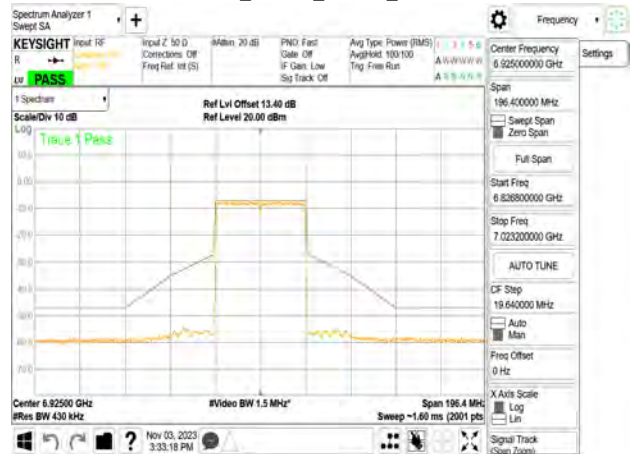 Spectrum Analyzer 1
Swept SA
Frequency
KEYSIGHT
Input: RF
R
LV PASS
Input Z: 50 Ω
Corrections: Off
Freq Ref: Int (S)
#Atten: 20 dB
PNO: Fast
Gate: Off
IF Gain: Low
Sig Track: Off
Avg Type: Power (RMS)
Avg|Hold: 100/100
Trig: Free Run
Center Frequency
6.925000000 GHz
Settings
Span
196.400000 MHz
Swept Span
Zero Span
Full Span
Start Freq
6.826800000 GHz
Stop Freq
7.023200000 GHz
AUTO TUNE
CF Step
19.640000 MHz
Auto
Man
Freq Offset
0 Hz
X Axis Scale
Log
Lin
Signal Track
(Span Zoom)
1 Spectrum
Scale/Div 10 dB
Ref Lvl Offset 13.40 dB
Ref Level 20.00 dBm
Log
Trace 1 Pass
10.0
0.00
Center 6.92500 GHz
#Res BW 430 kHz
#Video BW 1.5 MHz*
Span 196.4 MHz
Sweep ~1.60 ms (2001 pts
?
Nov 03, 2023
3:33:18 PM